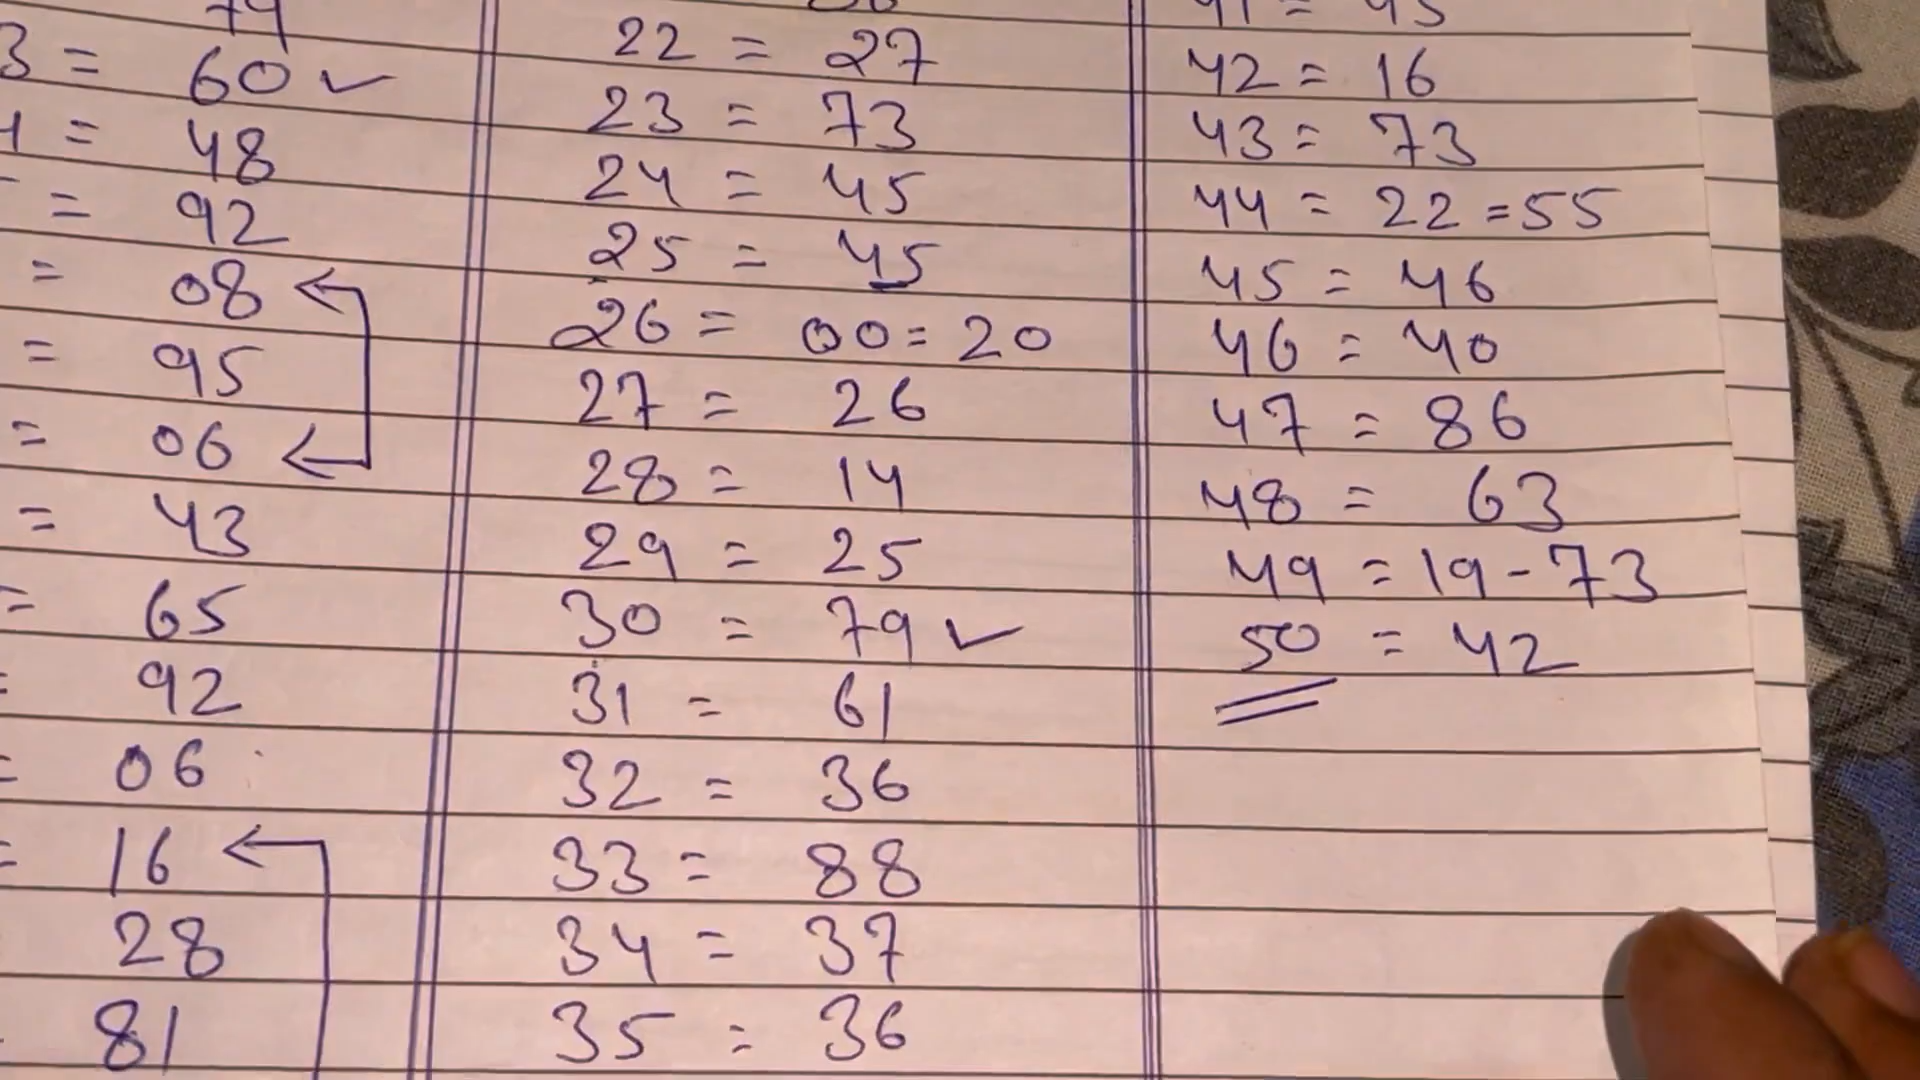 3 = 60 ✓
= 48
= 92
= 08
= 95
= 06
= 43
= 65
= 92
= 06
= 16
28
81
22 = 27
23 = 73
24 = 45
25 = 45
26 = 00 = 20
27 = 26
28 = 14
29 = 25
30 = 79 ✓
31 = 61
32 = 36
33 = 88
34 = 37
35 = 36
42 = 16
43 = 73
44 = 22 = 55
45 = 46
46 = 40
47 = 86
48 = 63
49 = 19 - 73
50 = 42